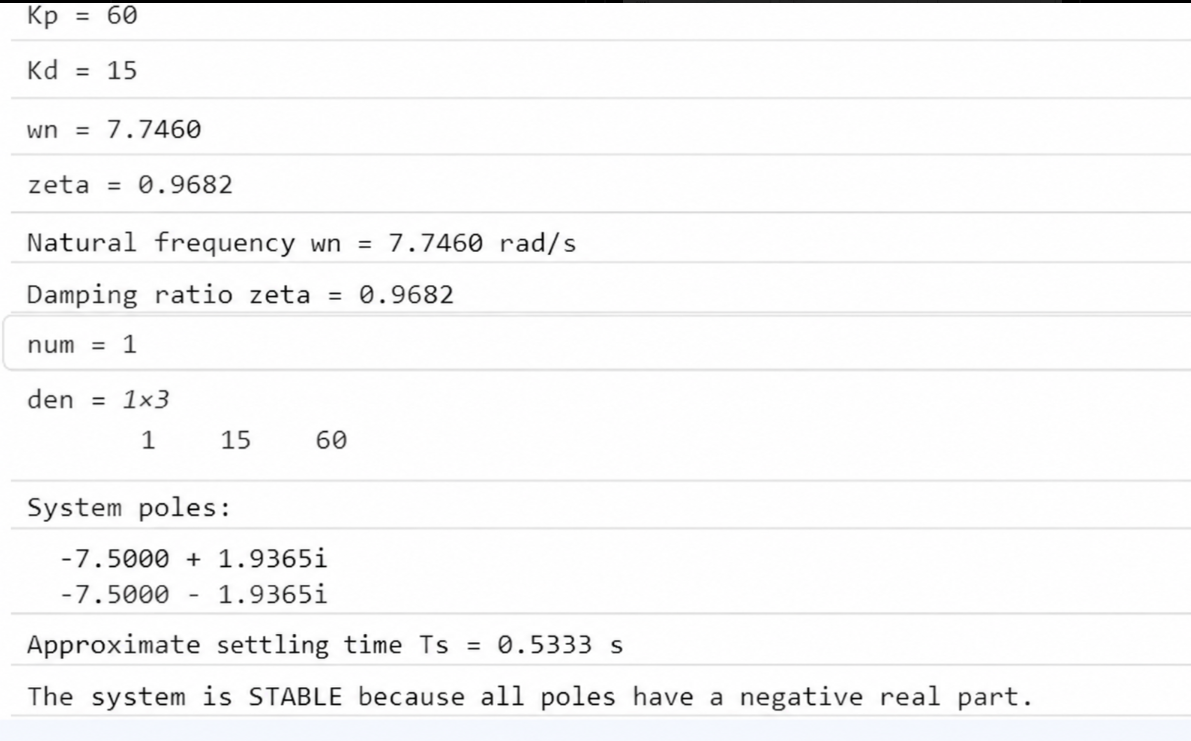 Kp = 60
Kd = 15
wn = 7.7460
zeta = 0.9682
Natural frequency wn = 7.7460 rad/s
Damping ratio zeta = 0.9682
num = 1
den = 1×3
1 15 60
System poles:
-7.5000 + 1.9365i
-7.5000 - 1.9365i
Approximate settling time Ts = 0.5333 s
The system is STABLE because all poles have a negative real part.